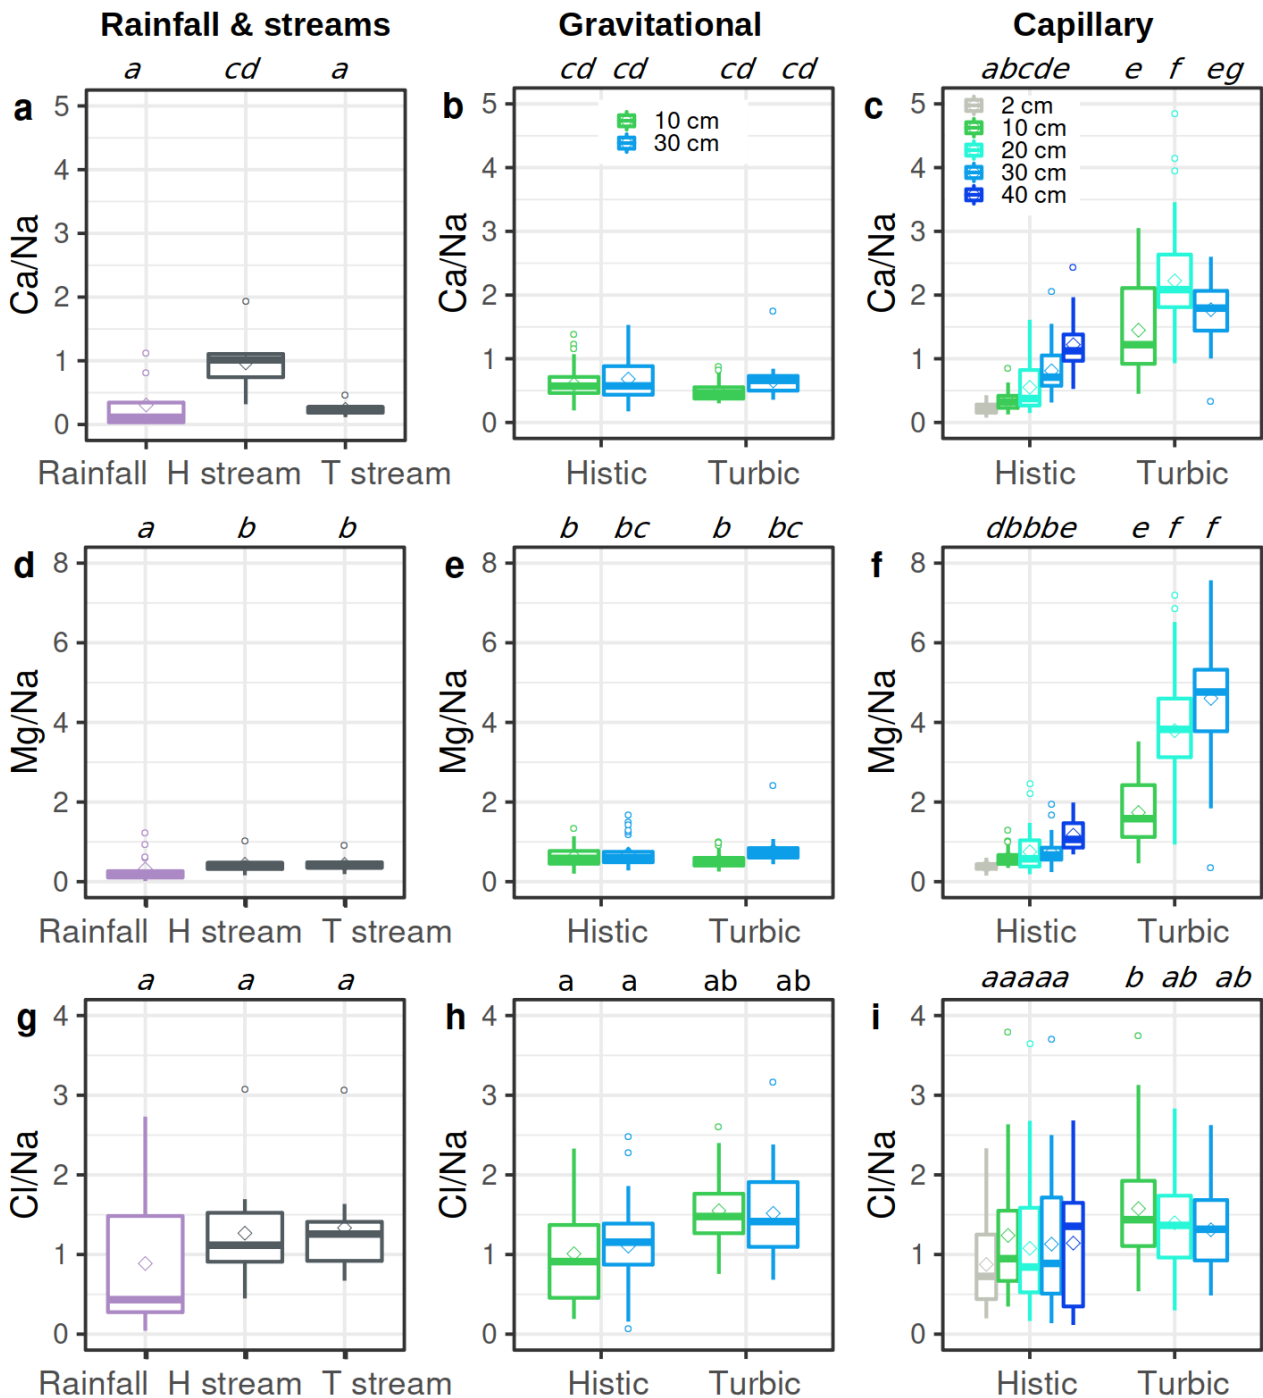 Rainfall & streams Gravitational Capillary
a cd a cd cd cd cd abcde e f eg
a b c
Ca/Na 5 4 3 2 1 0
Ca/Na 5 4 3 2 1 0
Ca/Na 5 4 3 2 1 0
10 cm
30 cm
2 cm
10 cm
20 cm
30 cm
40 cm
Rainfall H stream T stream Histic Turbic Histic Turbic
a b b b bc b bc dbbbe e f f
d e f
Mg/Na 8 6 4 2 0
Mg/Na 8 6 4 2 0
Mg/Na 8 6 4 2 0
Rainfall H stream T stream Histic Turbic Histic Turbic
a a a a a ab ab aaaaa b ab ab
g h i
Cl/Na 4 3 2 1 0
Cl/Na 4 3 2 1 0
Cl/Na 4 3 2 1 0
Rainfall H stream T stream Histic Turbic Histic Turbic